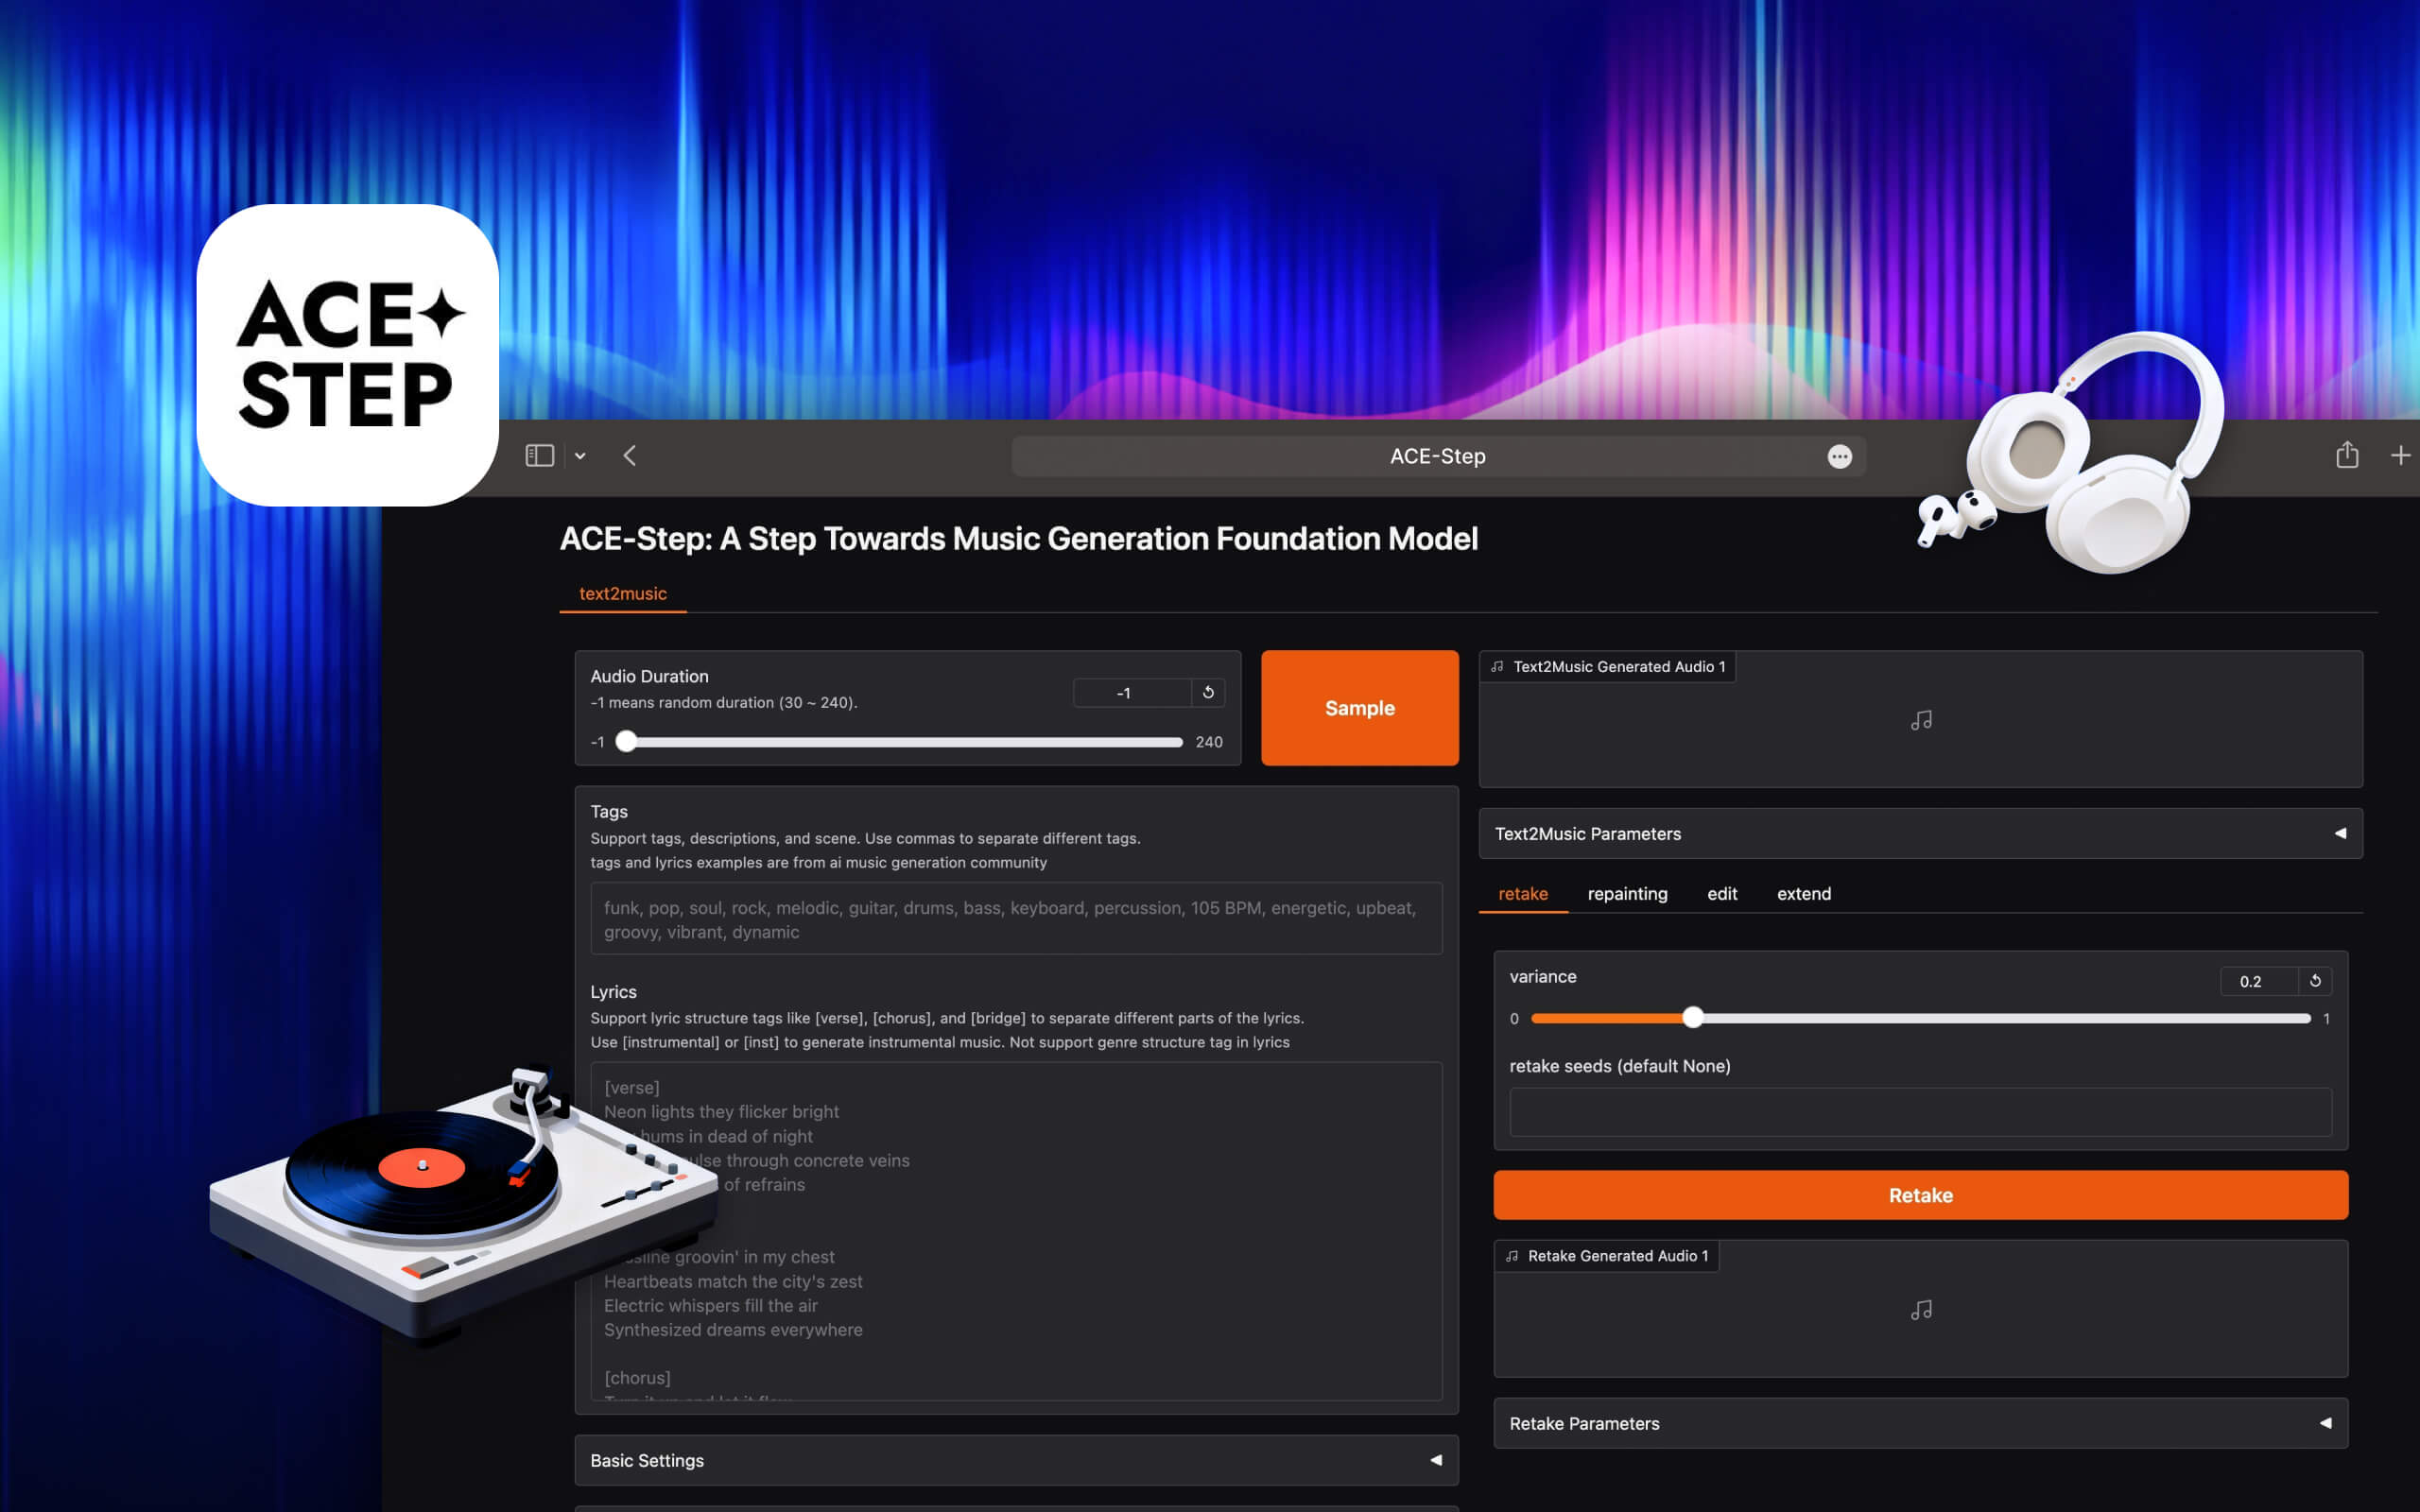 ACE
STEP
ACE-Step
ACE-Step: A Step Towards Music Generation Foundation Model
text2music
Audio Duration
-1 means random duration (30 ~ 240).
-1
-1
240
Sample
Tags
Support tags, descriptions, and scene. Use commas to separate different tags.
tags and lyrics examples are from ai music generation community
funk, pop, soul, rock, melodic, guitar, drums, bass, keyboard, percussion, 105 BPM, energetic, upbeat,
groovy, vibrant, dynamic
Lyrics
Support lyric structure tags like [verse], [chorus], and [bridge] to separate different parts of the lyrics.
Use [instrumental] or [inst] to generate instrumental music. Not support genre structure tag in lyrics
[verse]
Neon lights they flicker bright
hums in dead of night
through concrete veins
of refrains
groovin' in my chest
Heartbeats match the city's zest
Electric whispers fill the air
Synthesized dreams everywhere
[chorus]
Basic Settings
Text2Music Generated Audio 1
Text2Music Parameters
retake repainting edit extend
variance
0.2
0
1
retake seeds (default None)
Retake
Retake Generated Audio 1
Retake Parameters